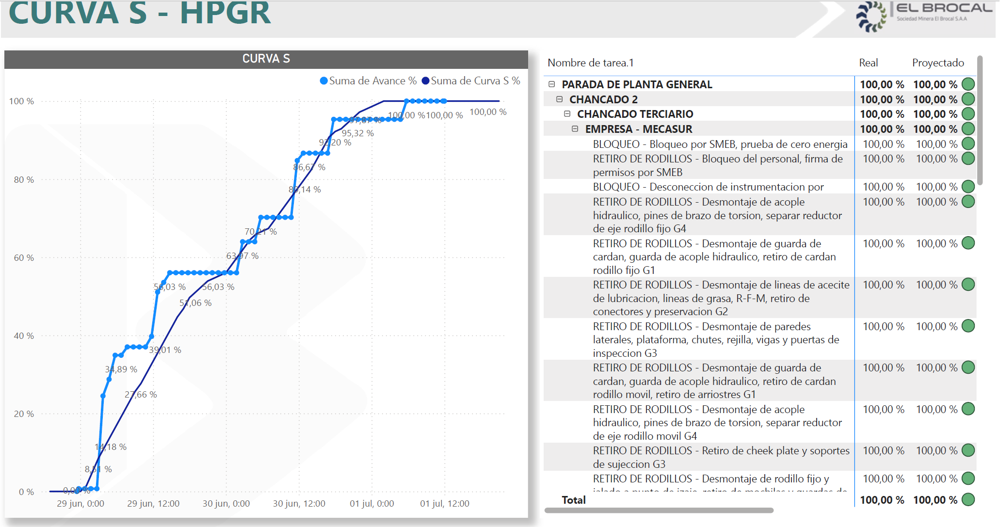 CURVA S - HPGR
EL BROCAL
Sociedad Minera El Brocal S.A.A
CURVA S
Suma de Avance % Suma de Curva S %
100 %
80 %
60 %
40 %
20 %
0 %
100,00 % 100,00 % 100,00 %
97,87 %
95,32 %
92,20 %
86,67 %
80,14 %
70,21 %
63,97 %
56,03 % 56,03 %
51,06 %
39,01 %
34,89 %
27,66 %
14,18 %
8,51 %
0,00 %
29 jun, 0:00 29 jun, 12:00 30 jun, 0:00 30 jun, 12:00 01 jul, 0:00 01 jul, 12:00
Nombre de tarea.1 Real Proyectado
PARADA DE PLANTA GENERAL 100,00 % 100,00 %
CHANCADO 2 100,00 % 100,00 %
CHANCADO TERCIARIO 100,00 % 100,00 %
EMPRESA - MECASUR 100,00 % 100,00 %
BLOQUEO - Bloqueo por SMEB, prueba de cero energia 100,00 % 100,00 %
RETIRO DE RODILLOS - Bloqueo del personal, firma de 100,00 % 100,00 %
permisos por SMEB
BLOQUEO - Desconeccion de instrumentacion por 100,00 % 100,00 %
RETIRO DE RODILLOS - Desmontaje de acople 100,00 % 100,00 %
hidraulico, pines de brazo de torsion, separar reductor
de eje rodillo fijo G4
RETIRO DE RODILLOS - Desmontaje de guarda de 100,00 % 100,00 %
cardan, guarda de acople hidraulico, retiro de cardan
rodillo fijo G1
RETIRO DE RODILLOS - Desmontaje de lineas de acecite 100,00 % 100,00 %
de lubricacion, lineas de grasa, R-F-M, retiro de
conectores y preservacion G2
RETIRO DE RODILLOS - Desmontaje de paredes 100,00 % 100,00 %
laterales, plataforma, chutes, rejilla, vigas y puertas de
inspeccion G3
RETIRO DE RODILLOS - Desmontaje de guarda de 100,00 % 100,00 %
cardan, guarda de acople hidraulico, retiro de cardan
rodillo movil, retiro de arriostres G1
RETIRO DE RODILLOS - Desmontaje de acople 100,00 % 100,00 %
hidraulico, pines de brazo de torsion, separar reductor
de eje rodillo movil G4
RETIRO DE RODILLOS - Retiro de cheek plate y soportes 100,00 % 100,00 %
de sujeccion G3
RETIRO DE RODILLOS - Desmontaje de rodillo fijo y 100,00 % 100,00 %
jalado a punto de izaje, retiro de mochilas y guardas de
Total 100,00 % 100,00 %